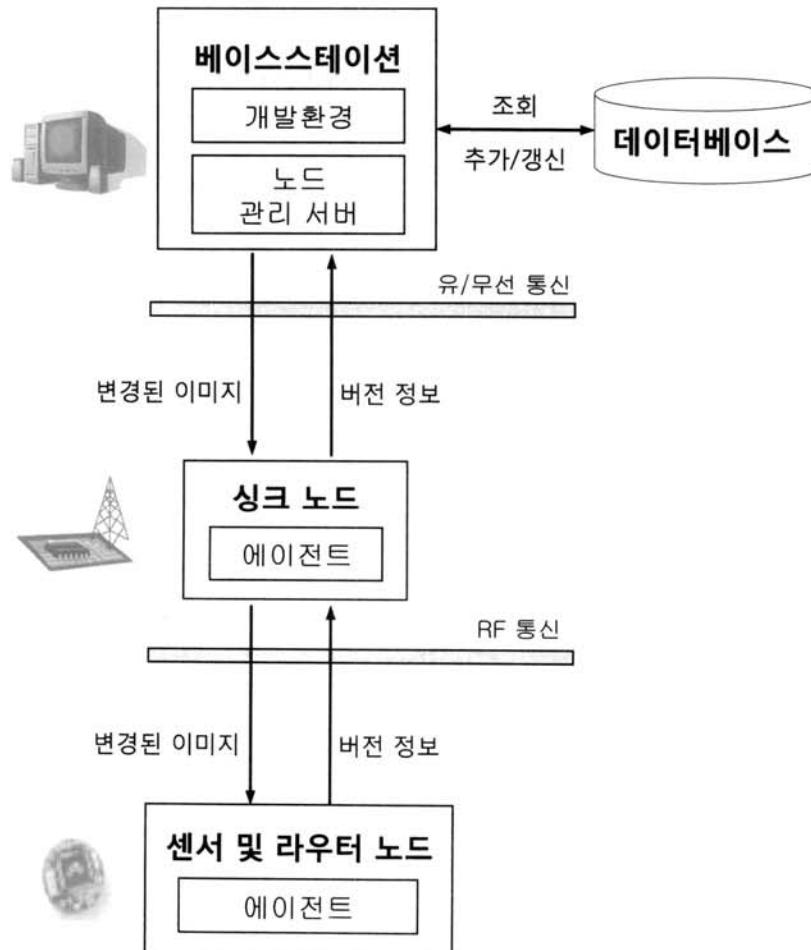 베이스스테이션
개발환경
노드
관리 서버
조회
추가/갱신
데이터베이스
유/무선 통신
변경된 이미지
버전 정보
싱크 노드
에이전트
RF 통신
변경된 이미지
버전 정보
센서 및 라우터 노드
에이전트